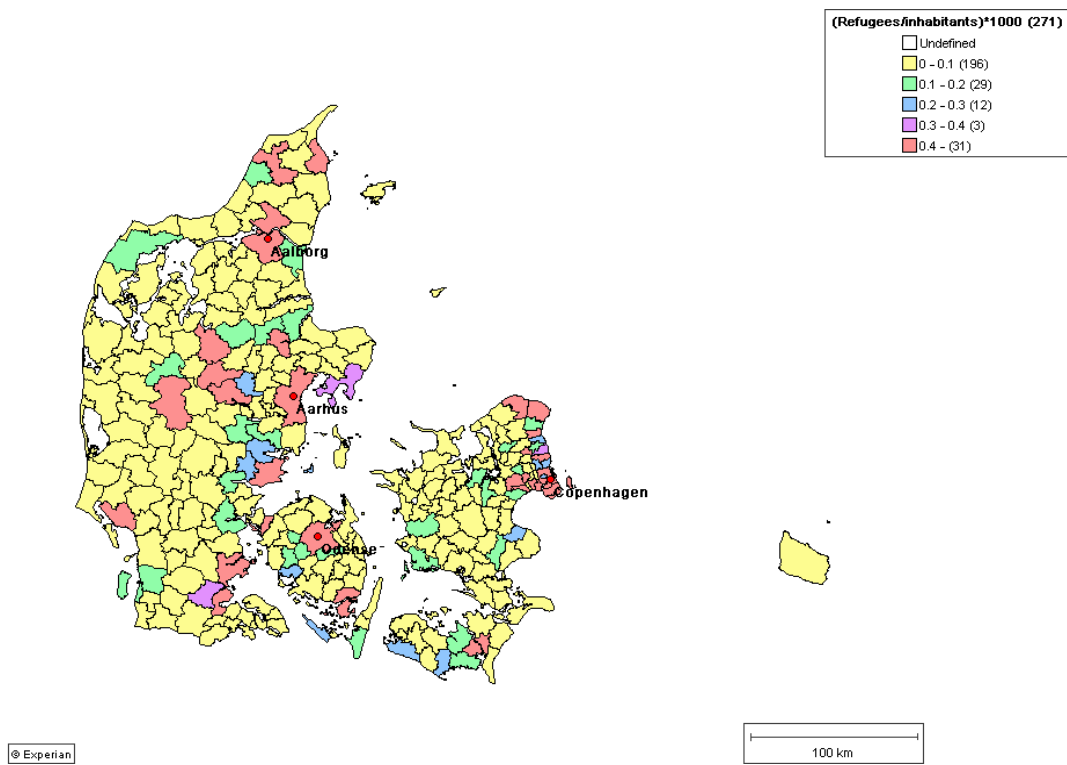 (Refugees/inhabitants)*1000 (271)
Undefined
0 - 0.1 (196)
0.1 - 0.2 (29)
0.2 - 0.3 (12)
0.3 - 0.4 (3)
0.4 - (31)
Aalborg
Aarhus
Copenhagen
Odense
100 km
© Experian